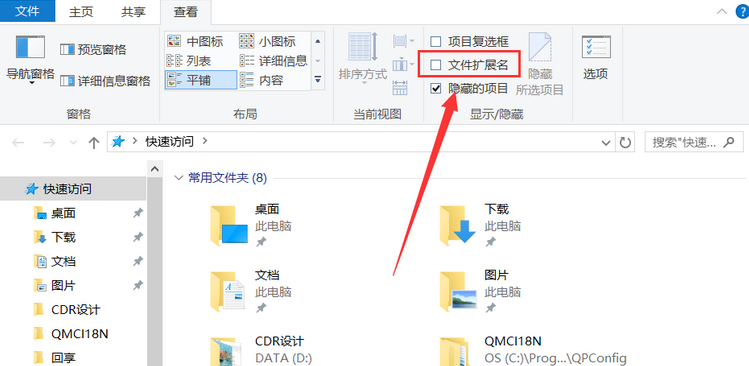 文件 主页 共享 查看
导航窗格
预览窗格
详细信息窗格
窗格
中图标 小图标
列表 详细信息
平铺 内容
布局
排序方式
当前视图
项目复选框
文件扩展名
隐藏的项目
隐藏
所选项目
显示/隐藏
选项
快速访问
搜索"快速...
快速访问
桌面
下载
文档
图片
CDR设计
QMCI18N
回享
常用文件夹 (8)
桌面
此电脑
下载
此电脑
文档
此电脑
图片
此电脑
CDR设计
DATA (D:)
QMCI18N
OS (C:)\Prog...\QPConfig